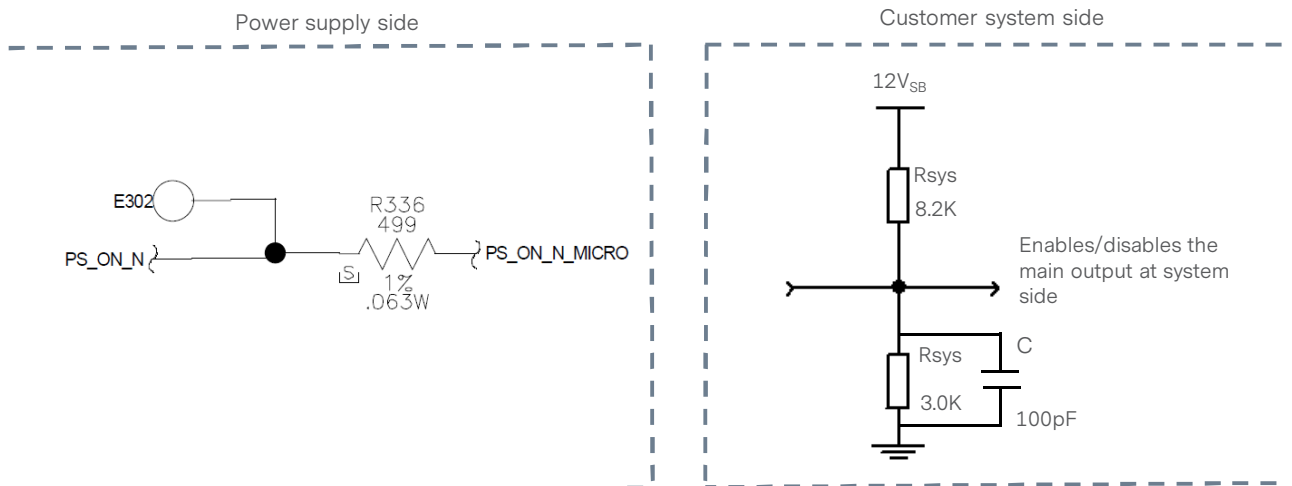 Power supply side
E302
PS_ON_N
R336
499
S
1%
.063W
PS_ON_N_MICRO
Customer system side
12VSB
Rsys
8.2K
Enables/disables the
main output at system
side
Rsys
3.0K
C
100pF